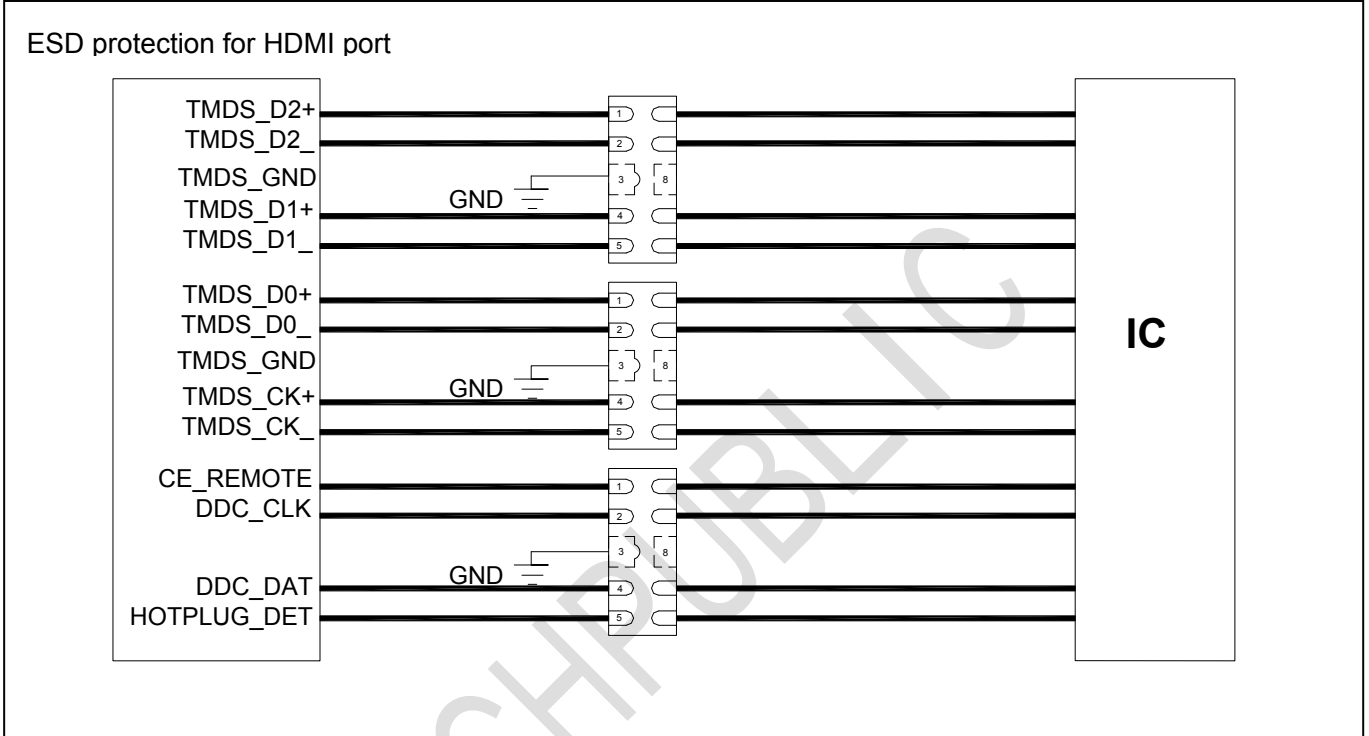 ESD protection for HDMI port
TMDS_D2+
TMDS_D2_
TMDS_GND
TMDS_D1+
TMDS_D1_
GND
1
2
3 8
4
5
TMDS_D0+
TMDS_D0_
TMDS_GND
TMDS_CK+
TMDS_CK_
GND
1
2
3 8
4
5
CE_REMOTE
DDC_CLK
DDC_DAT
HOTPLUG_DET
GND
1
2
3 8
4
5
IC
CHPUBLIC